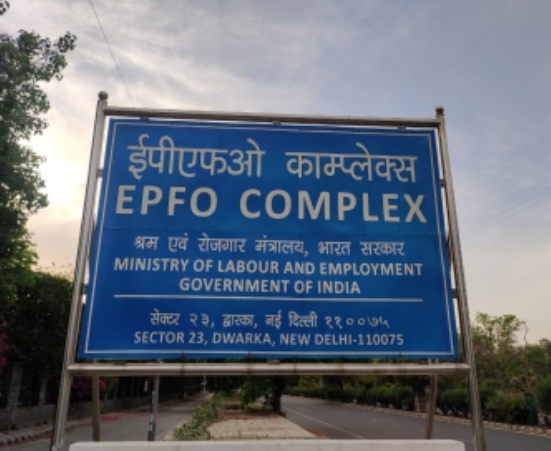 ईपीएफओ काम्प्लेक्स
EPFO COMPLEX
श्रम एवं रोजगार मंत्रालय, भारत सरकार
MINISTRY OF LABOUR AND EMPLOYMENT
GOVERNMENT OF INDIA
सेक्टर २३, द्वारका, नई दिल्ली ११००७५
SECTOR 23, DWARKA, NEW DELHI-110075